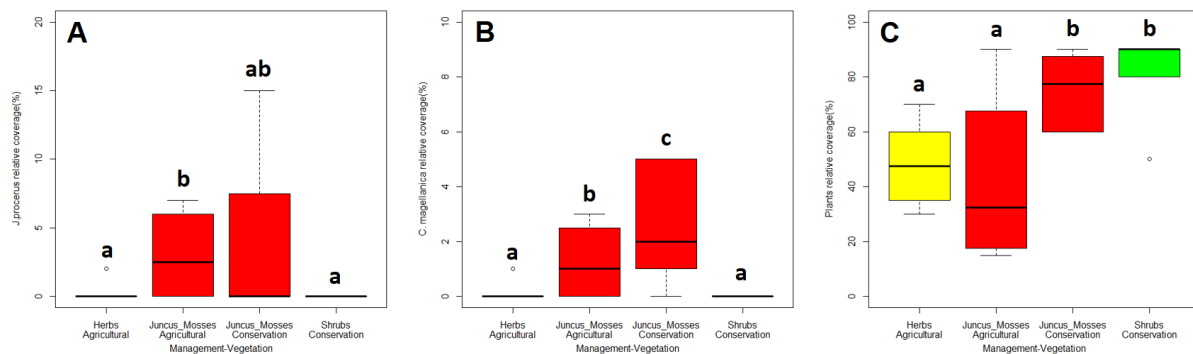 A
J.procerus relative coverage(%)
20
15
10
5
0
a
b
ab
a
Herbs
Agricultural
Juncus_Mosses
Agricultural
Juncus_Mosses
Conservation
Shrubs
Conservation
Management-Vegetation
B
C. magellanica relative coverage(%)
10
8
6
4
2
0
a
b
c
a
Herbs
Agricultural
Juncus_Mosses
Agricultural
Juncus_Mosses
Conservation
Shrubs
Conservation
Management-Vegetation
C
Plants relative coverage(%)
100
80
60
40
20
0
a
a
b
b
Herbs
Agricultural
Juncus_Mosses
Agricultural
Juncus_Mosses
Conservation
Shrubs
Conservation
Management-Vegetation